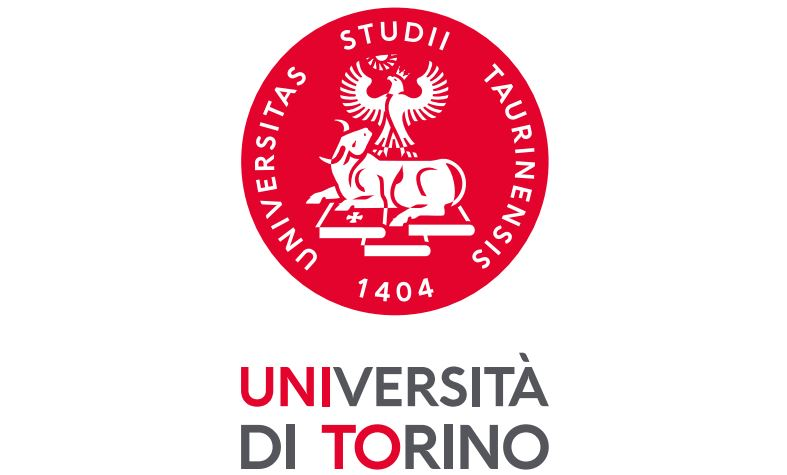 UNIVERSITAS STUDII TAURINENSIS
1404
UNIVERSITÀ
DI TORINO